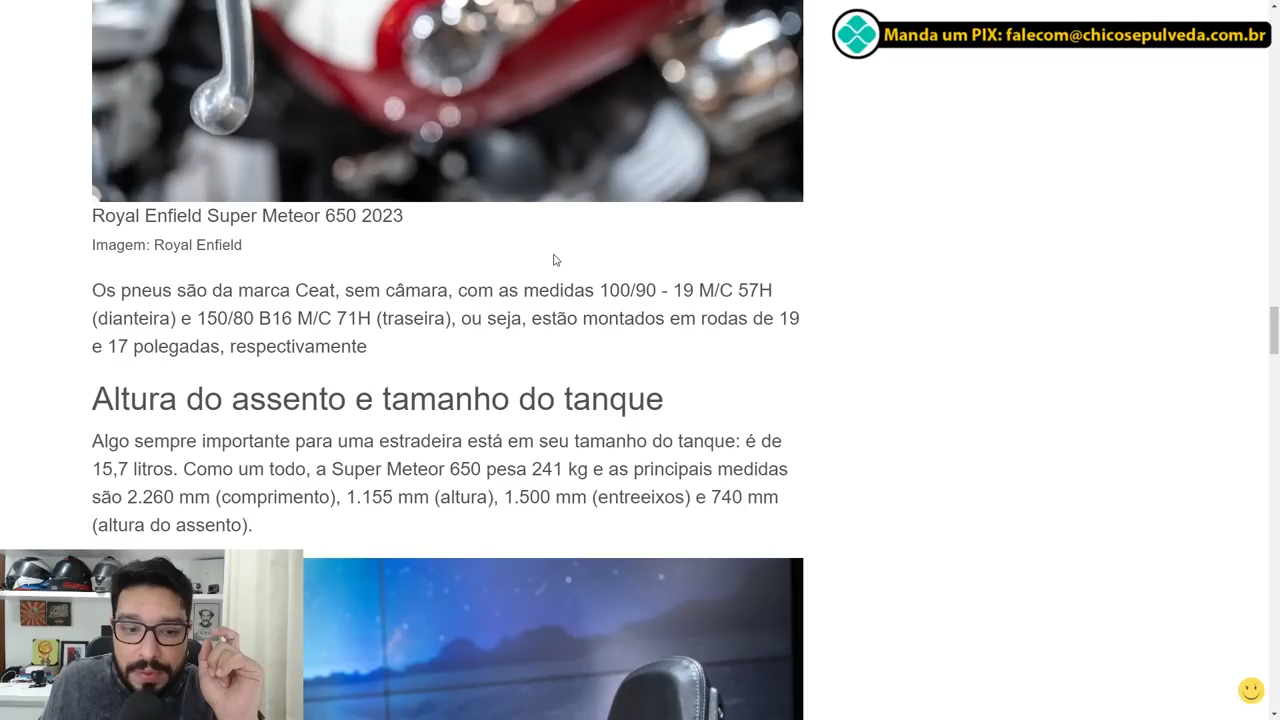 Manda um PIX: falecom@chicosepulveda.com.br
Royal Enfield Super Meteor 650 2023
Imagem: Royal Enfield
Os pneus são da marca Ceat, sem câmara, com as medidas 100/90 - 19 M/C 57H
(dianteira) e 150/80 B16 M/C 71H (traseira), ou seja, estão montados em rodas de 19
e 17 polegadas, respectivamente
Altura do assento e tamanho do tanque
Algo sempre importante para uma estradeira está em seu tamanho do tanque: é de
15,7 litros. Como um todo, a Super Meteor 650 pesa 241 kg e as principais medidas
são 2.260 mm (comprimento), 1.155 mm (altura), 1.500 mm (entreeixos) e 740 mm
(altura do assento).